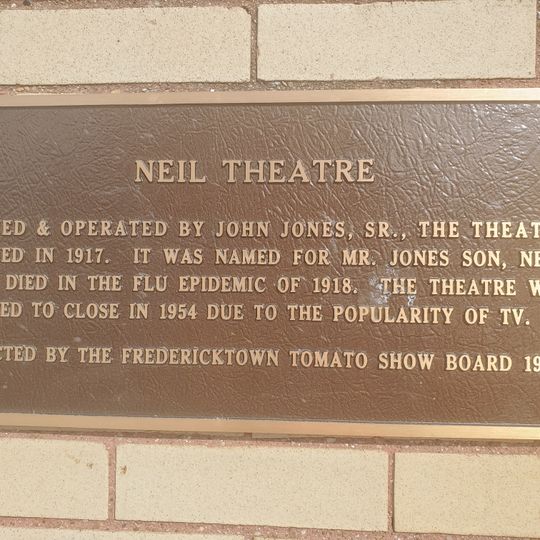 NEIL THEATRE
ED & OPERATED BY JOHN JONES, SR., THE THEAT
ED IN 1917. IT WAS NAMED FOR MR. JONES SON, NE
DIED IN THE FLU EPIDEMIC OF 1918. THE THEATRE W
ED TO CLOSE IN 1954 DUE TO THE POPULARITY OF TV.
CTED BY THE FREDERICKTOWN TOMATO SHOW BOARD 19